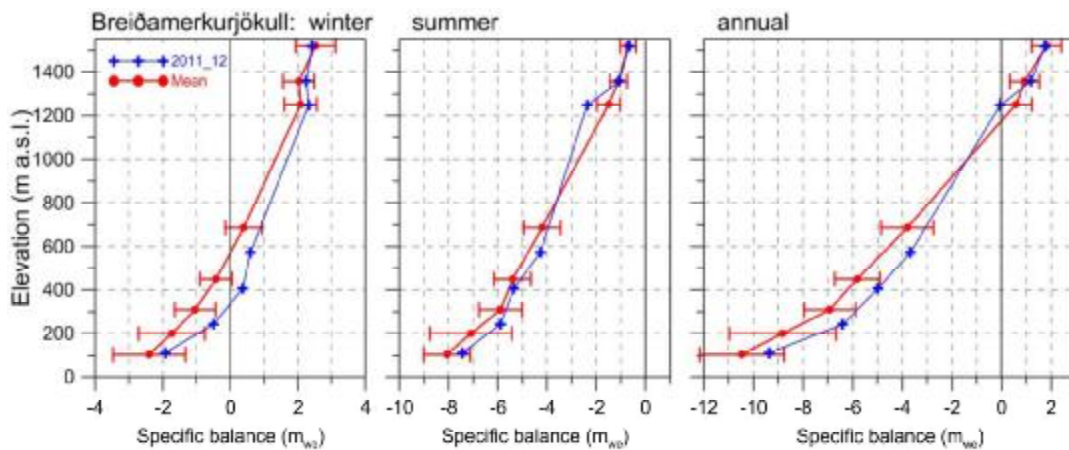 Breiðamerkurjökull: winter
summer
annual
2011_12
Mean
Elevation (m a.s.l.)
1400
1200
1000
800
600
400
200
0
-4 -2 0 2 4
-10 -8 -6 -4 -2 0
-12 -10 -8 -6 -4 -2 0 2
Specific balance (mwe)
Specific balance (mwe)
Specific balance (mwe)